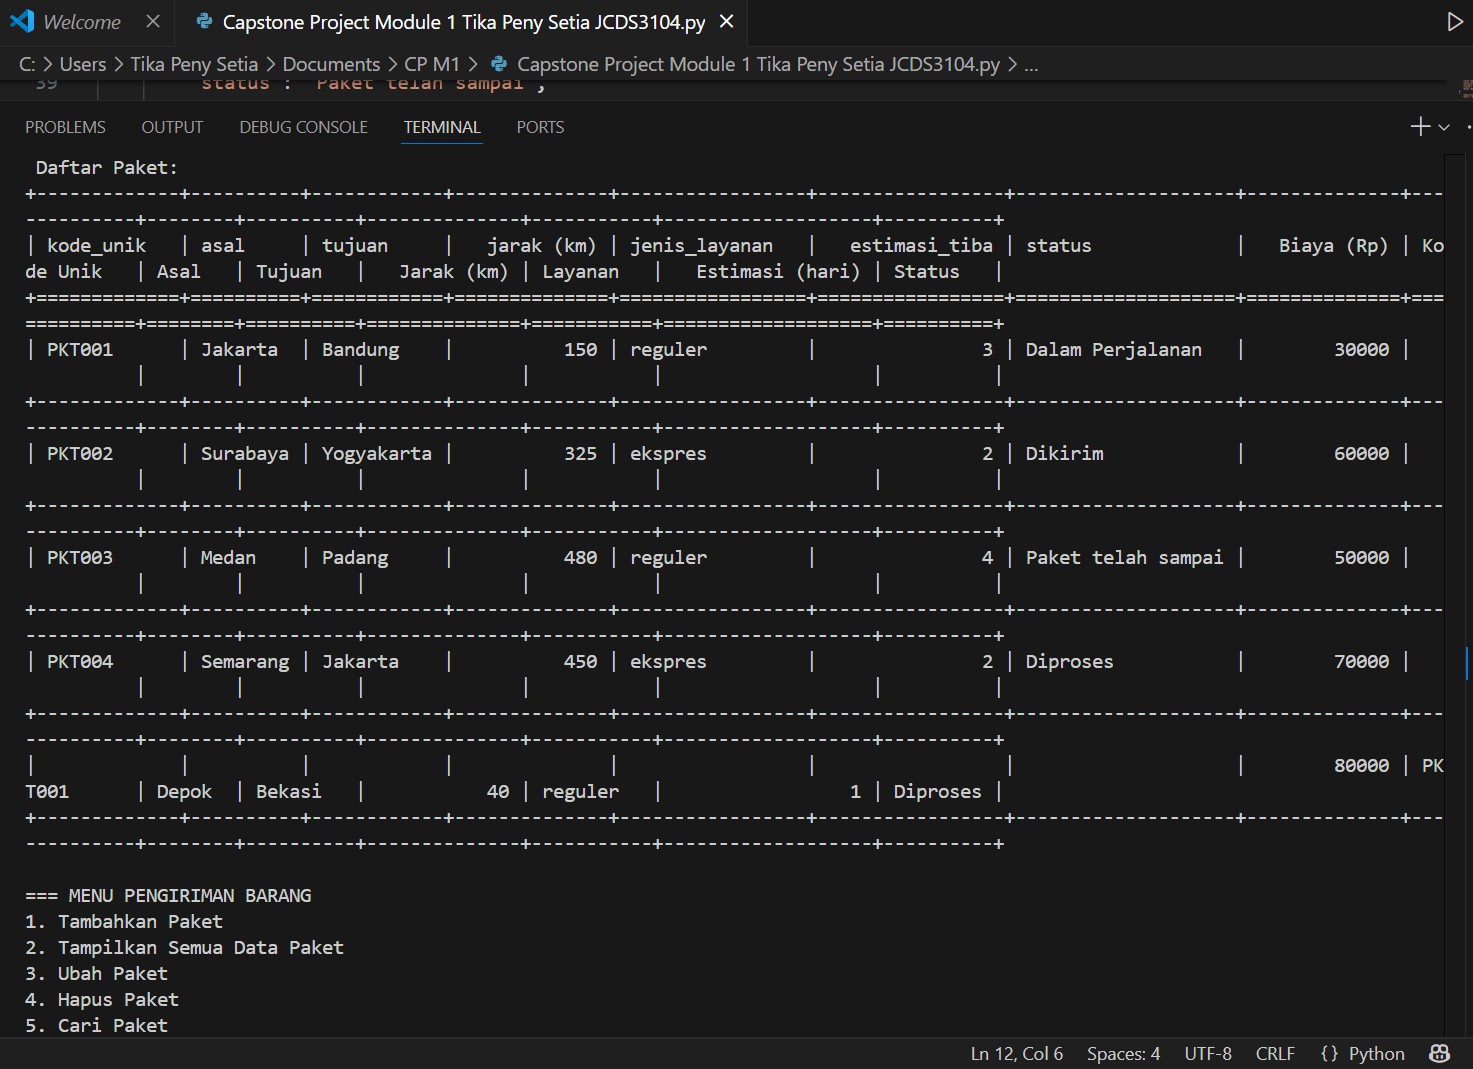 Welcome
Capstone Project Module 1 Tika Peny Setia JCDS3104.py
C: > Users > Tika Peny Setia > Documents > CP M1 > Capstone Project Module 1 Tika Peny Setia JCDS3104.py > ...
39 'status': 'Paket telah sampai',
PROBLEMS OUTPUT DEBUG CONSOLE TERMINAL PORTS
Daftar Paket:
+-------------+----------+------------+--------------+-----------------+-----------------+--------------------+--------------+---
----------+--------+----------+--------------+-----------+-------------------+----------+
| kode_unik   | asal     | tujuan     |   jarak (km) | jenis_layanan   |   estimasi_tiba | status             |   Biaya (Rp) | Ko
de Unik   | Asal   | Tujuan   |   Jarak (km) | Layanan   |   Estimasi (hari) | Status   |
+=============+==========+============+==============+=================+=================+====================+==============+===
==========+========+==========+==============+===========+===================+==========+
| PKT001      | Jakarta  | Bandung    |          150 | reguler         |               3 | Dalam Perjalanan   |        30000 |
          |        |          |              |           |                   |          |
+-------------+----------+------------+--------------+-----------------+-----------------+--------------------+--------------+---
----------+--------+----------+--------------+-----------+-------------------+----------+
| PKT002      | Surabaya | Yogyakarta |          325 | ekspres         |               2 | Dikirim            |        60000 |
          |        |          |              |           |                   |          |
+-------------+----------+------------+--------------+-----------------+-----------------+--------------------+--------------+---
----------+--------+----------+--------------+-----------+-------------------+----------+
| PKT003      | Medan    | Padang     |          480 | reguler         |               4 | Paket telah sampai |        50000 |
          |        |          |              |           |                   |          |
+-------------+----------+------------+--------------+-----------------+-----------------+--------------------+--------------+---
----------+--------+----------+--------------+-----------+-------------------+----------+
| PKT004      | Semarang | Jakarta    |          450 | ekspres         |               2 | Diproses           |        70000 |
          |        |          |              |           |                   |          |
+-------------+----------+------------+--------------+-----------------+-----------------+--------------------+--------------+---
----------+--------+----------+--------------+-----------+-------------------+----------+
|             |          |            |              |                 |                 |                    |        80000 | PK
T001      | Depok  | Bekasi   |           40 | reguler   |                 1 | Diproses |
+-------------+----------+------------+--------------+-----------------+-----------------+--------------------+--------------+---
----------+--------+----------+--------------+-----------+-------------------+----------+
=== MENU PENGIRIMAN BARANG
1. Tambahkan Paket
2. Tampilkan Semua Data Paket
3. Ubah Paket
4. Hapus Paket
5. Cari Paket
Ln 12, Col 6 Spaces: 4 UTF-8 CRLF {} Python